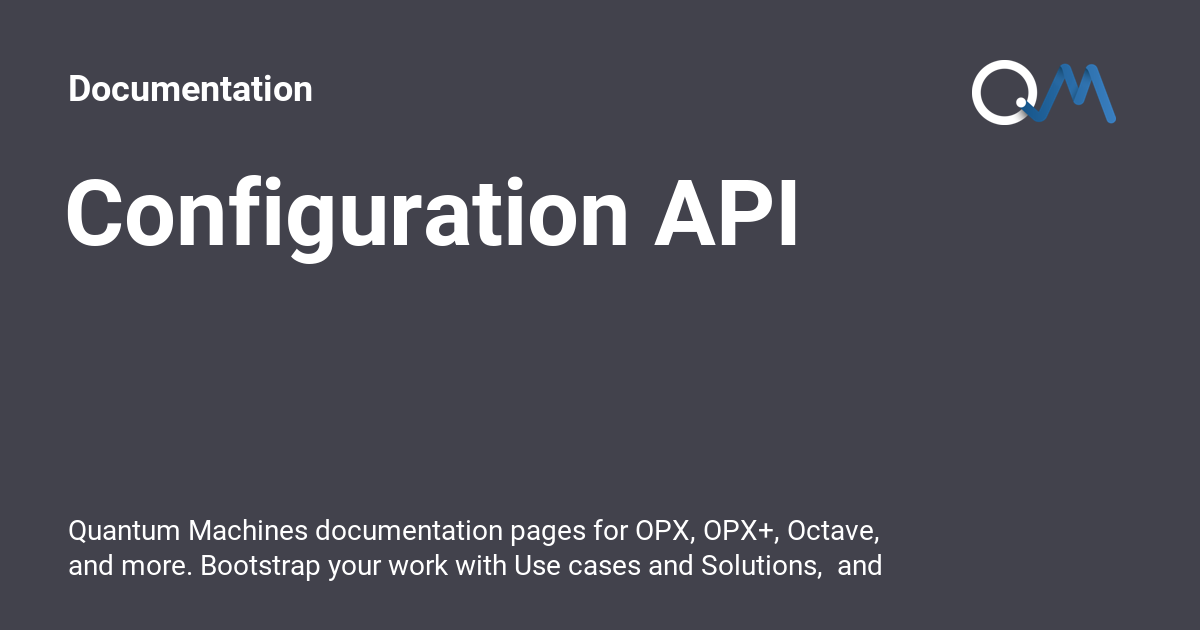 Documentation
QM
Configuration API
Quantum Machines documentation pages for OPX, OPX+, Octave,
and more. Bootstrap your work with Use cases and Solutions,  and